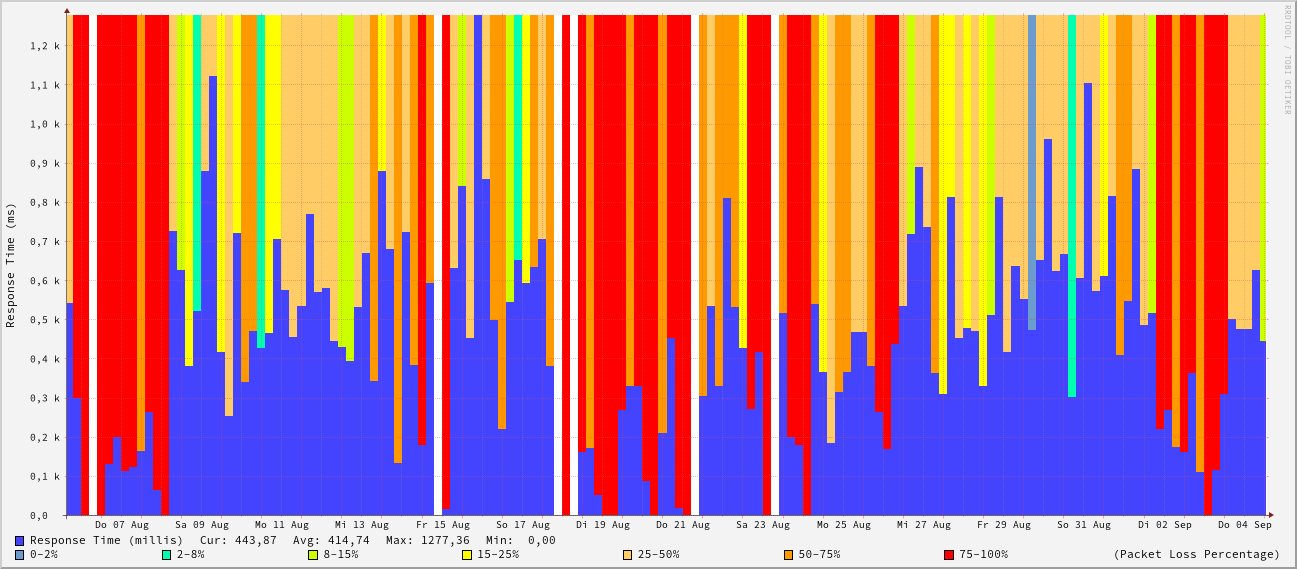 RRDTOOL / TOBI OETIKER
Response Time (ms)
1,2 k
1,1 k
1,0 k
0,9 k
0,8 k
0,7 k
0,6 k
0,5 k
0,4 k
0,3 k
0,2 k
0,1 k
0,0
Do 07 Aug Sa 09 Aug Mo 11 Aug Mi 13 Aug Fr 15 Aug So 17 Aug Di 19 Aug Do 21 Aug Sa 23 Aug Mo 25 Aug Mi 27 Aug Fr 29 Aug So 31 Aug Di 02 Sep Do 04 Sep
Response Time (millis) Cur: 443,87 Avg: 414,74 Max: 1277,36 Min: 0,00
0-2% 2-8% 8-15% 15-25% 25-50% 50-75% 75-100% (Packet Loss Percentage)